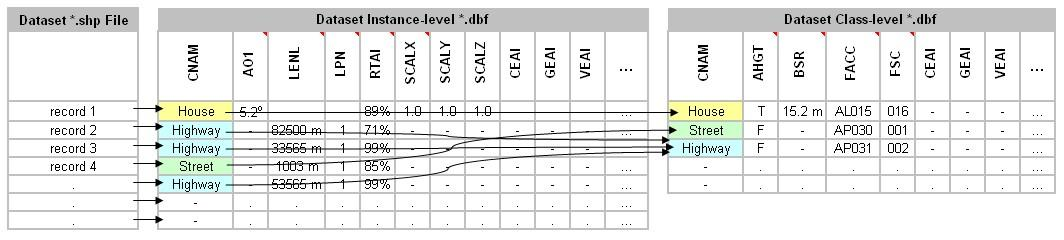 Dataset *.shp File Dataset Instance-level *.dbf Dataset Class-level *.dbf
CNAM AO1 LENL LPN RTAI SCALX SCALY SCALZ CEAI GEAI VEAI ... CNAM AHGT BSR FACC FSC CEAI GEAI VEAI ...
record 1 House 5.2º 89% 1.0 1.0 1.0 ... House T 15.2 m AL015 016 - - - ...
record 2 Highway - 82500 m 1 71% - - - - - - ... Street F - AP030 001 - - - ...
record 3 Highway - 33565 m 1 99% - - - - - - ... Highway F - AP031 002 - - - ...
record 4 Street - 1003 m 1 85% - - - - - - ... - . . . . . . . ...
. Highway - 53565 m 1 99% - - - - - - ... - . . . . . . . ...
. - . . . . . . . . . . ...
. - . . . . . . . . . . ...